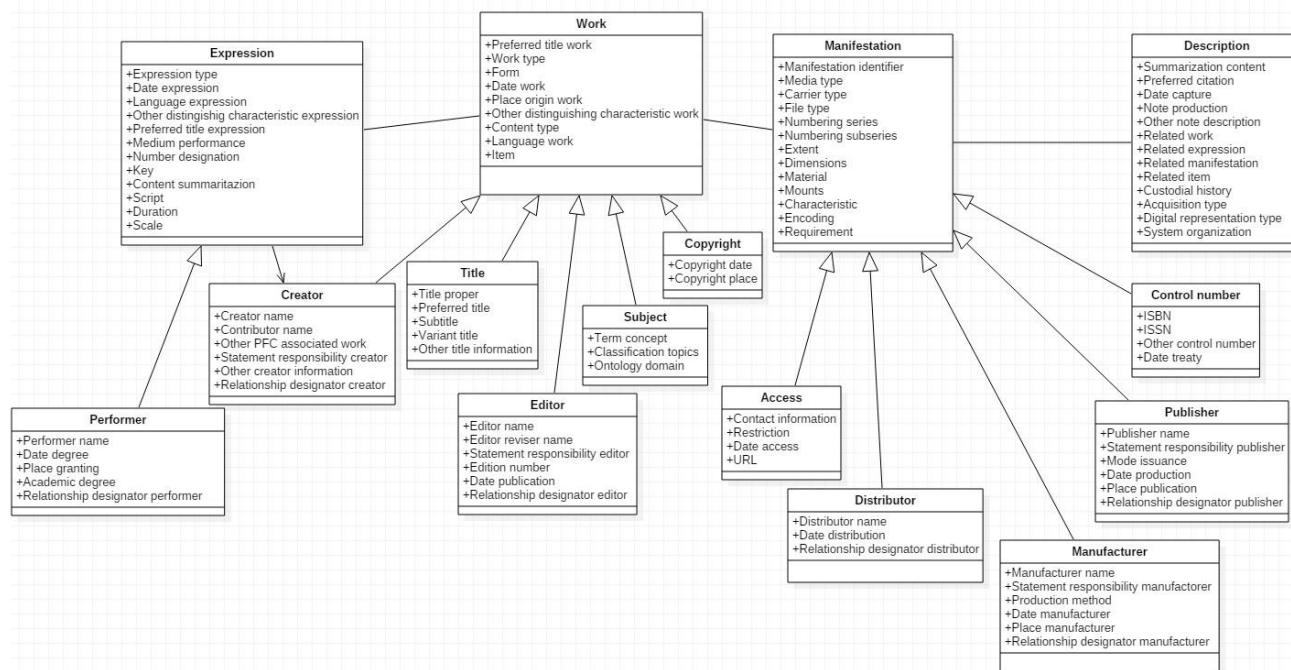 Expression
+Expression type
+Date expression
+Language expression
+Other distingishig characteristic expression
+Preferred title expression
+Medium performance
+Number designation
+Key
+Content summaritazion
+Script
+Duration
+Scale
Work
+Preferred title work
+Work type
+Form
+Date work
+Place origin work
+Other distinguishing characteristic work
+Content type
+Language work
+Item
Manifestation
+Manifestation identifier
+Media type
+Carrier type
+File type
+Numbering series
+Numbering subseries
+Extent
+Dimensions
+Material
+Mounts
+Characteristic
+Encoding
+Requirement
Description
+Summarization content
+Preferred citation
+Date capture
+Note production
+Other note description
+Related work
+Related expression
+Related manifestation
+Related item
+Custodial history
+Acquisition type
+Digital representation type
+System organization
Creator
+Creator name
+Contributor name
+Other PFC associated work
+Statement responsibility creator
+Other creator information
+Relationship designator creator
Title
+Title proper
+Preferred title
+Subtitle
+Variant title
+Other title information
Copyright
+Copyright date
+Copyright place
Subject
+Term concept
+Classification topics
+Ontology domain
Control number
+ISBN
+ISSN
+Other control number
+Date treaty
Performer
+Performer name
+Date degree
+Place granting
+Academic degree
+Relationship designator performer
Editor
+Editor name
+Editor reviser name
+Statement responsibility editor
+Edition number
+Date publication
+Relationship designator editor
Access
+Contact information
+Restriction
+Date access
+URL
Publisher
+Publisher name
+Statement responsibility publisher
+Mode issuance
+Date production
+Place publication
+Relationship designator publisher
Distributor
+Distributor name
+Date distribution
+Relationship designator distributor
Manufacturer
+Manufacturer name
+Statement responsibility manufactorer
+Production method
+Date manufacturer
+Place manufacturer
+Relationship designator manufacturer